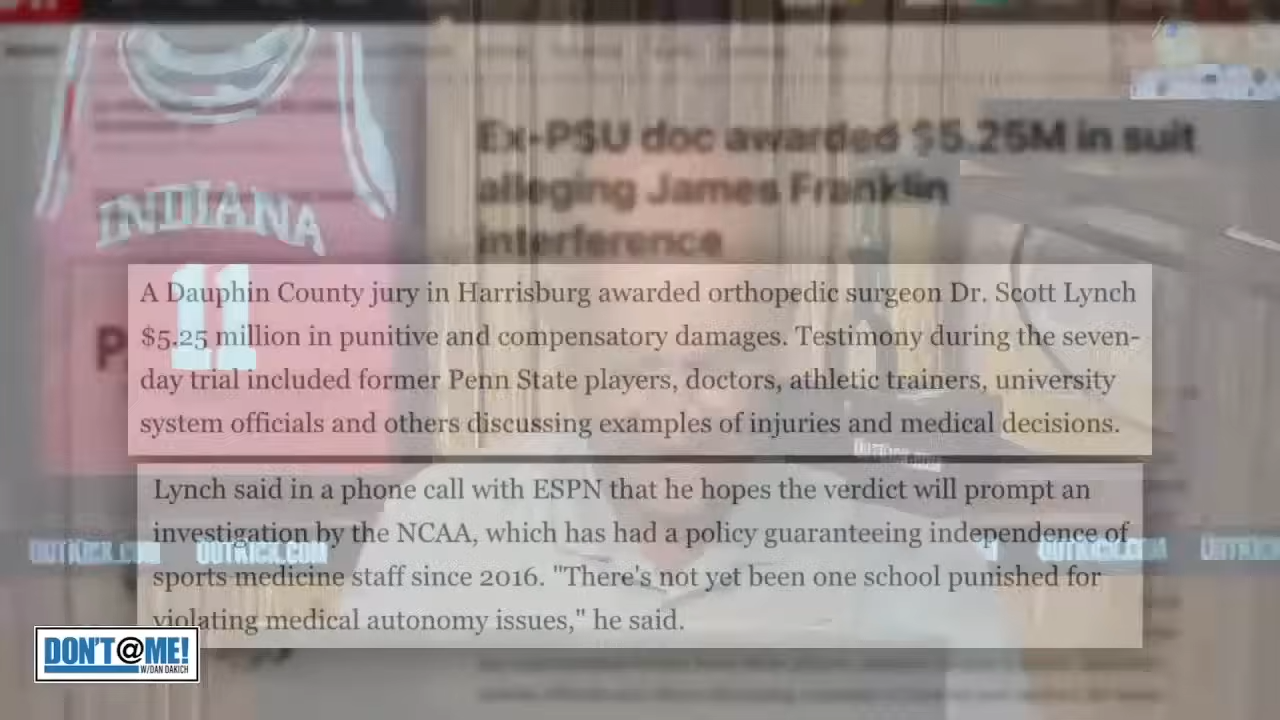 INDIANA
11
Ex-PSU doc awarded $5.25M in suit
alleging James Franklin
interference
A Dauphin County jury in Harrisburg awarded orthopedic surgeon Dr. Scott Lynch
$5.25 million in punitive and compensatory damages. Testimony during the seven-
day trial included former Penn State players, doctors, athletic trainers, university
system officials and others discussing examples of injuries and medical decisions.
Lynch said in a phone call with ESPN that he hopes the verdict will prompt an
investigation by the NCAA, which has had a policy guaranteeing independence of
sports medicine staff since 2016. "There's not yet been one school punished for
violating medical autonomy issues," he said.
OUTKICK.COM OUTKICK.COM OUTKICK.COM
DON'T @ ME!
W/DAN DAKICH